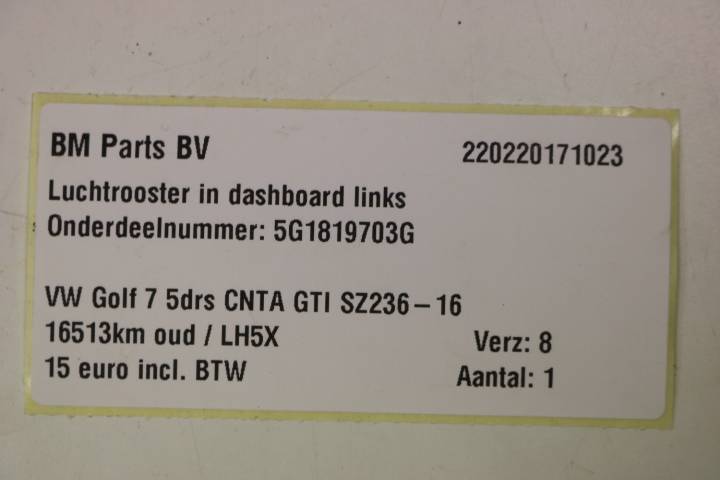 BM Parts BV 220220171023
Luchtrooster in dashboard links
Onderdeelnummer: 5G1819703G
VW Golf 7 5drs CNTA GTI SZ236-16
16513km oud / LH5X Verz: 8
15 euro incl. BTW Aantal: 1